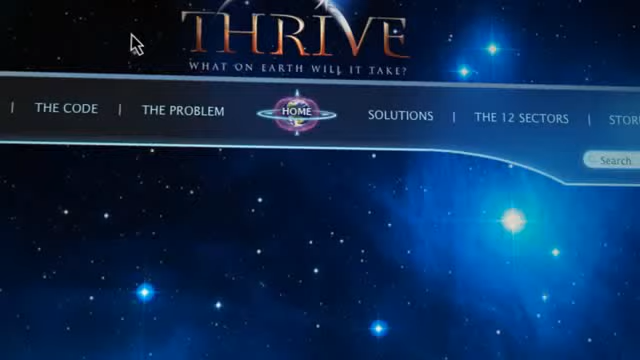 THRIVE
WHAT ON EARTH WILL IT TAKE?
| THE CODE | THE PROBLEM HOME SOLUTIONS | THE 12 SECTORS |
Search